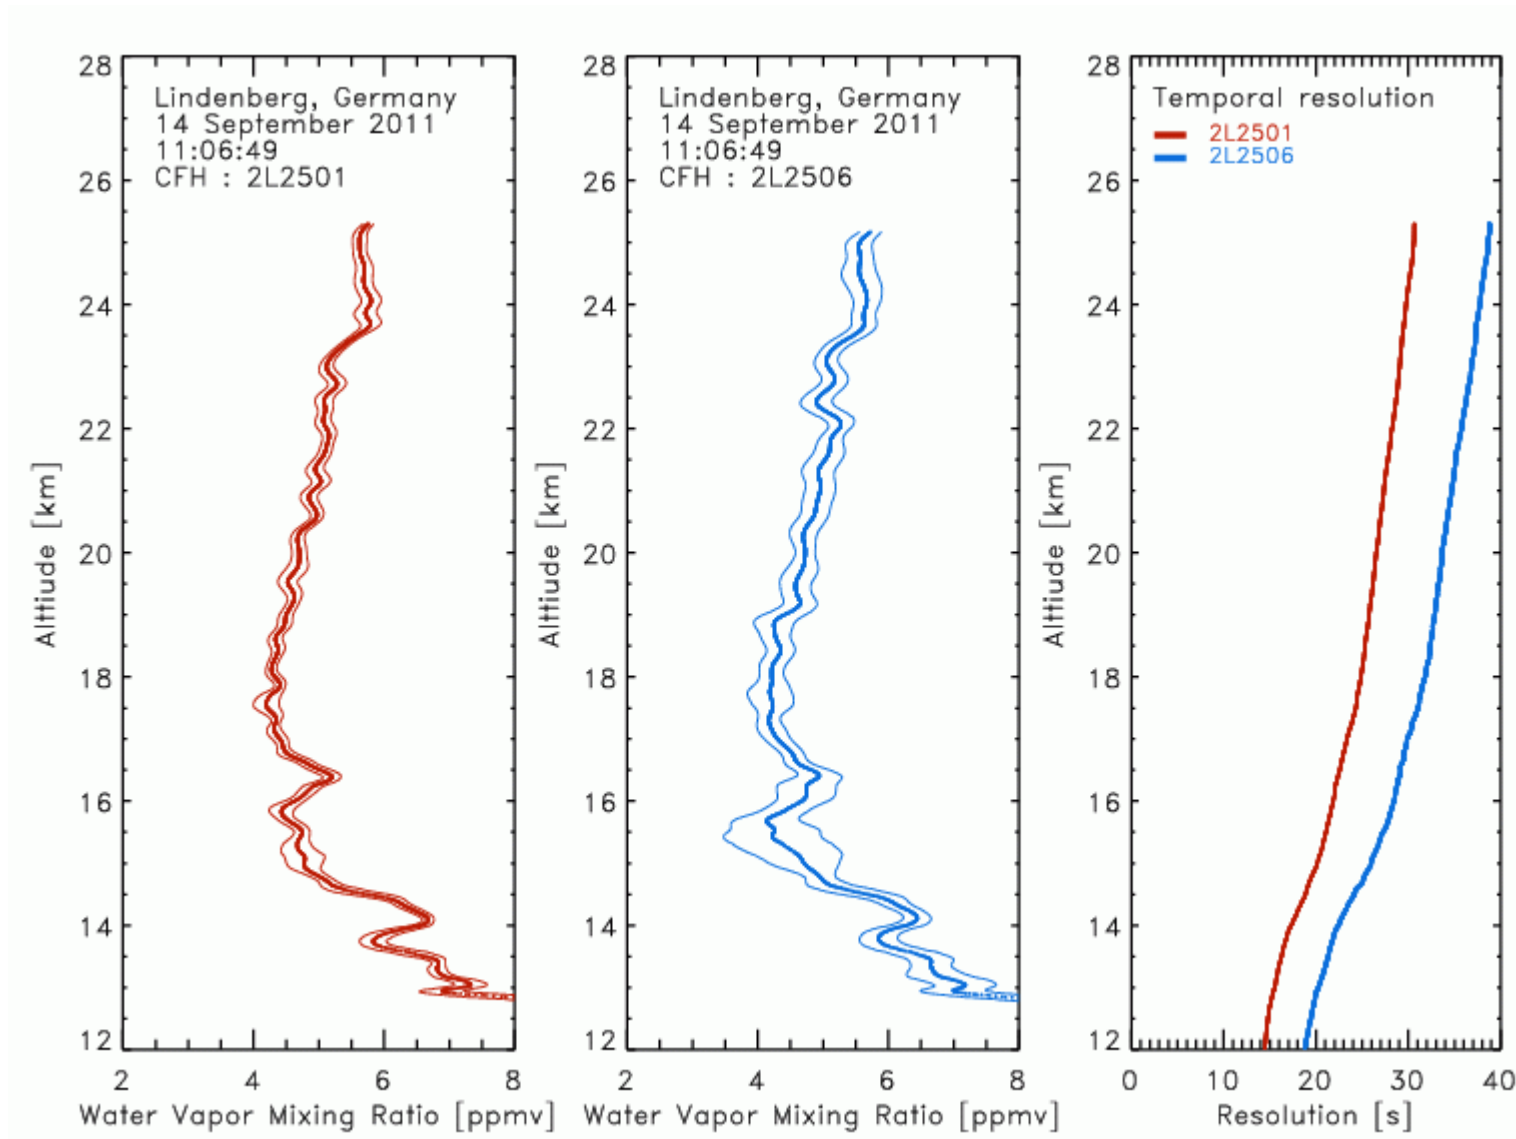 28
26
24
22
20
18
16
14
12
Alttiude [km]
Lindenberg, Germany
14 September 2011
11:06:49
CFH : 2L2501
2
4
6
8
Water Vapor Mixing Ratio [ppmv]
28
26
24
22
20
18
16
14
12
Alttiude [km]
Lindenberg, Germany
14 September 2011
11:06:49
CFH : 2L2506
2
4
6
8
Water Vapor Mixing Ratio [ppmv]
28
26
24
22
20
18
16
14
12
Alttiude [km]
Temporal resolution
2L2501
2L2506
0
10
20
30
40
Resolution [s]